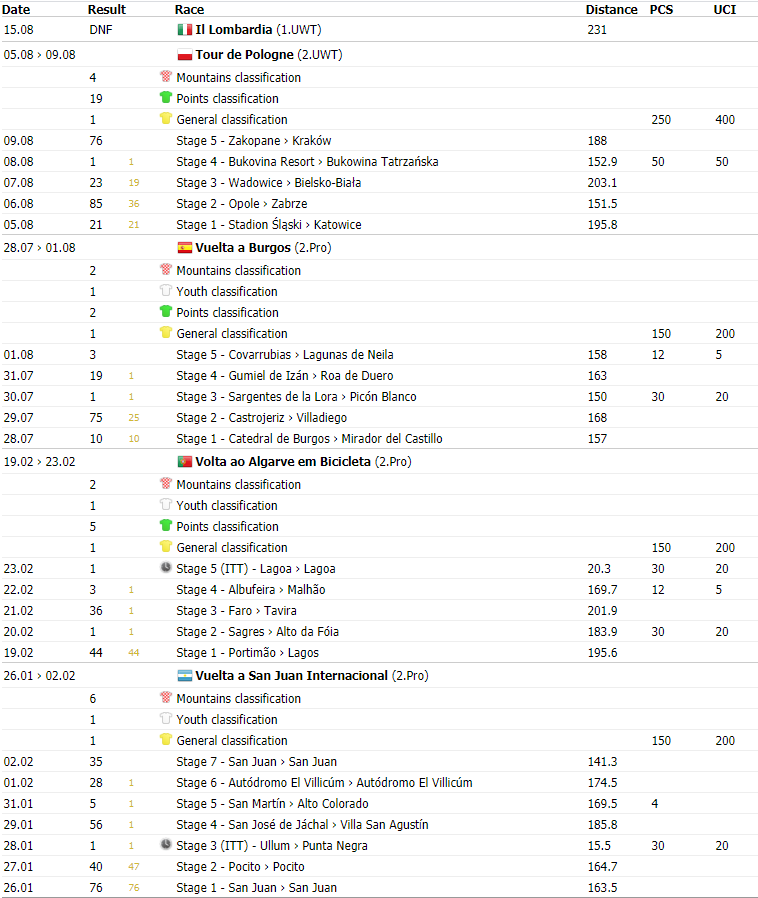 Date Result Race Distance PCS UCI
15.08 DNF Il Lombardia (1.UWT) 231
05.08 › 09.08 Tour de Pologne (2.UWT)
4 Mountains classification
19 Points classification
1 General classification 250 400
09.08 76 Stage 5 - Zakopane › Kraków 188
08.08 1 1 Stage 4 - Bukovina Resort › Bukowina Tatrzańska 152.9 50 50
07.08 23 19 Stage 3 - Wadowice › Bielsko-Biała 203.1
06.08 85 36 Stage 2 - Opole › Zabrze 151.5
05.08 21 21 Stage 1 - Stadion Śląski › Katowice 195.8
28.07 › 01.08 Vuelta a Burgos (2.Pro)
2 Mountains classification
1 Youth classification
2 Points classification
1 General classification 150 200
01.08 3 Stage 5 - Covarrubias › Lagunas de Neila 158 12 5
31.07 19 1 Stage 4 - Gumiel de Izán › Roa de Duero 163
30.07 1 1 Stage 3 - Sargentes de la Lora › Picón Blanco 150 30 20
29.07 75 25 Stage 2 - Castrojeriz › Villadiego 168
28.07 10 10 Stage 1 - Catedral de Burgos › Mirador del Castillo 157
19.02 › 23.02 Volta ao Algarve em Bicicleta (2.Pro)
2 Mountains classification
1 Youth classification
5 Points classification
1 General classification 150 200
23.02 1 Stage 5 (ITT) - Lagoa › Lagoa 20.3 30 20
22.02 3 1 Stage 4 - Albufeira › Malhão 169.7 12 5
21.02 36 1 Stage 3 - Faro › Tavira 201.9
20.02 1 1 Stage 2 - Sagres › Alto da Fóia 183.9 30 20
19.02 44 44 Stage 1 - Portimão › Lagos 195.6
26.01 › 02.02 Vuelta a San Juan Internacional (2.Pro)
6 Mountains classification
1 Youth classification
1 General classification 150 200
02.02 35 Stage 7 - San Juan › San Juan 141.3
01.02 28 1 Stage 6 - Autódromo El Villicúm › Autódromo El Villicúm 174.5
31.01 5 1 Stage 5 - San Martín › Alto Colorado 169.5 4
29.01 56 1 Stage 4 - San José de Jáchal › Villa San Agustín 185.8
28.01 1 1 Stage 3 (ITT) - Ullum › Punta Negra 15.5 30 20
27.01 40 47 Stage 2 - Pocito › Pocito 164.7
26.01 76 76 Stage 1 - San Juan › San Juan 163.5